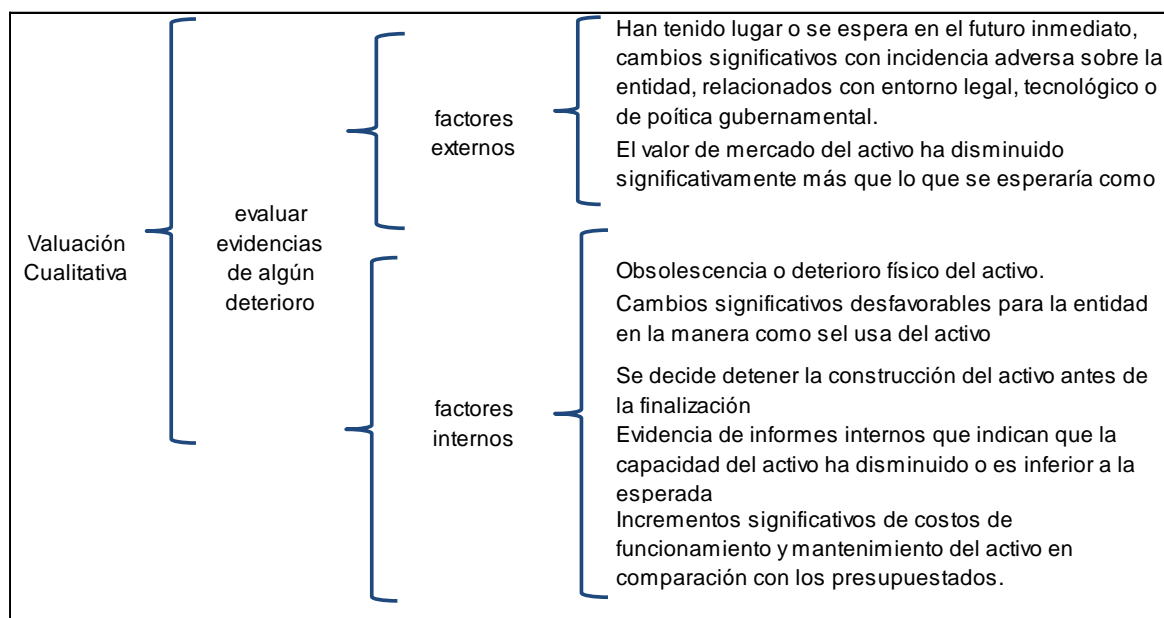 Valuación
Cualitativa
evaluar
evidencias
de algún
deterioro
factores
externos
Han tenido lugar o se espera en el futuro inmediato,
cambios significativos con incidencia adversa sobre la
entidad, relacionados con entorno legal, tecnológico o
de poítica gubernamental.
El valor de mercado del activo ha disminuido
significativamente más que lo que se esperaría como
factores
internos
Obsolescencia o deterioro físico del activo.
Cambios significativos desfavorables para la entidad
en la manera como sel usa del activo
Se decide detener la construcción del activo antes de
la finalización
Evidencia de informes internos que indican que la
capacidad del activo ha disminuido o es inferior a la
esperada
Incrementos significativos de costos de
funcionamiento y mantenimiento del activo en
comparación con los presupuestados.